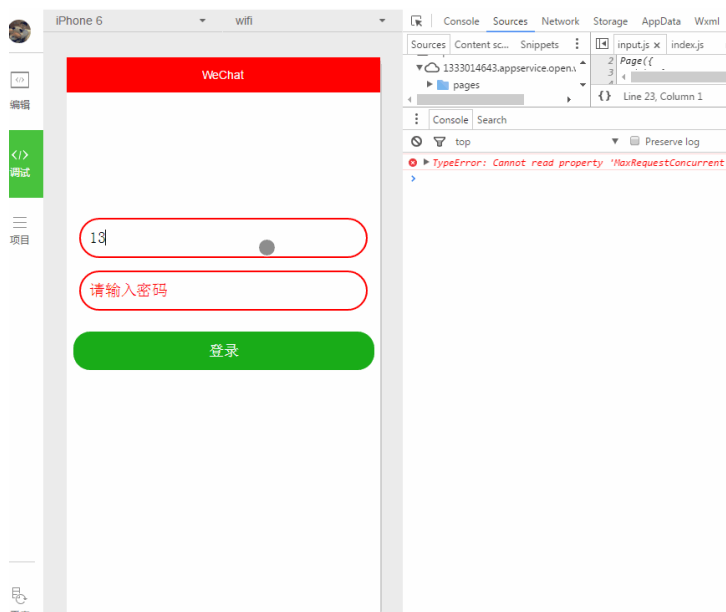 iPhone 6
wifi
编辑
</>
调试
项目
WeChat
13
请输入密码
登录
Console Sources Network Storage AppData Wxml
Sources Content sc... Snippets
input.js × index.js
2 Page({
3
1333014643.appservice.open.
pages
{} Line 23, Column 1
Console Search
top
Preserve log
TypeError: Cannot read property 'MaxRequestConcurrent